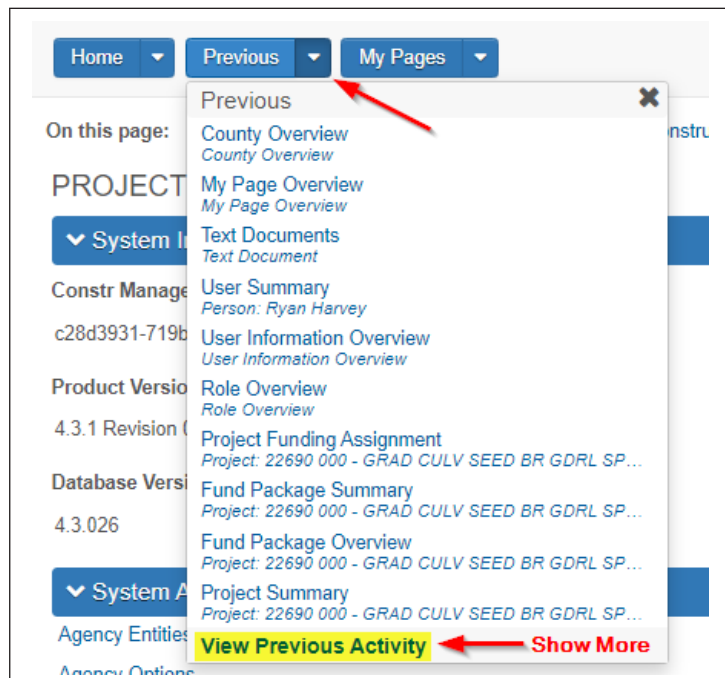 Home Previous My Pages
Previous
On this page: nstru
County Overview
County Overview
PROJECT
My Page Overview
My Page Overview
System I
Text Documents
Text Document
Constr Manage
User Summary
Person: Ryan Harvey
c28d3931-719b
User Information Overview
User Information Overview
Product Versio
Role Overview
Role Overview
4.3.1 Revision
Project Funding Assignment
Project: 22690 000 - GRAD CULV SEED BR GDRL SP...
Database Versi
Fund Package Summary
Project: 22690 000 - GRAD CULV SEED BR GDRL SP...
4.3.026
Fund Package Overview
Project: 22690 000 - GRAD CULV SEED BR GDRL SP...
System A
Project Summary
Project: 22690 000 - GRAD CULV SEED BR GDRL SP...
Agency Entities
View Previous Activity Show More
Agency Options